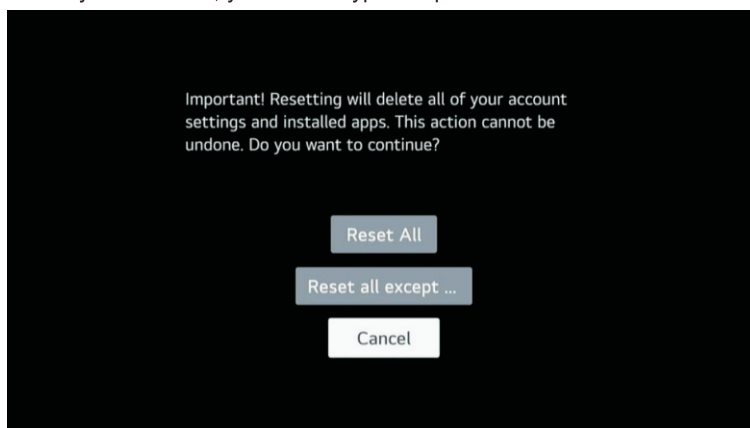 Important! Resetting will delete all of your account
settings and installed apps. This action cannot be
undone. Do you want to continue?
Reset All
Reset all except ...
Cancel